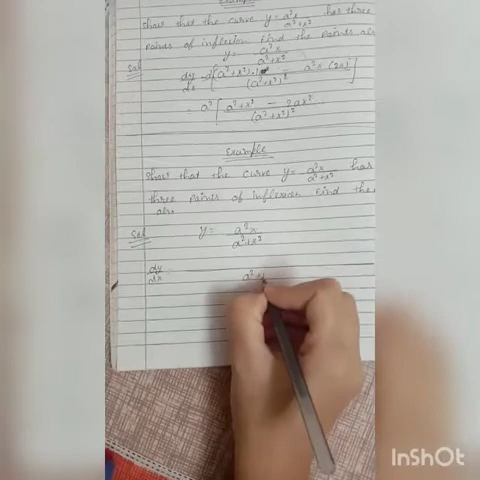 Example
Show that the curve y = a²x / a²+x² has three
points of inflexion Find the points also
Sol y = a²x / a²+x²
dy/dx = [(a²+x²).1 - a²x (2x) / (a²+x²)²]
= a² [a²+x² - 2ax² / (a²+x²)²]
Example
Show that the curve y = a²x / a²+x² has
three points of inflexion Find the
also
Sol y = a²x / a²+x²
dy/dx a²+x
InShOt